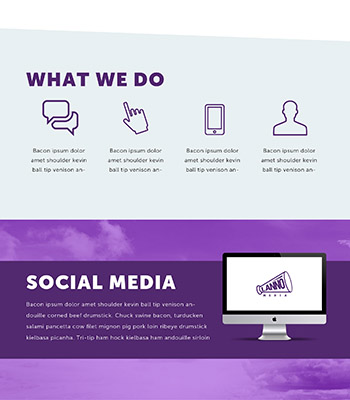 WHAT WE DO
Bacon ipsum dolor
amet shoulder kevin
ball tip venison an-
Bacon ipsum dolor
amet shoulder kevin
ball tip venison an-
Bacon ipsum dolor
amet shoulder kevin
ball tip venison an-
Bacon ipsum dolor
amet shoulder kevin
ball tip venison an-
SOCIAL MEDIA
Bacon ipsum dolor amet shoulder kevin ball tip venison an-
douille corned beef drumstick. Chuck swine bacon, turducken
salami pancetta cow filet mignon pig pork loin ribeye drumstick
kielbasa picanha. Tri-tip ham hock kielbasa ham andouille sirloin
MEDIA